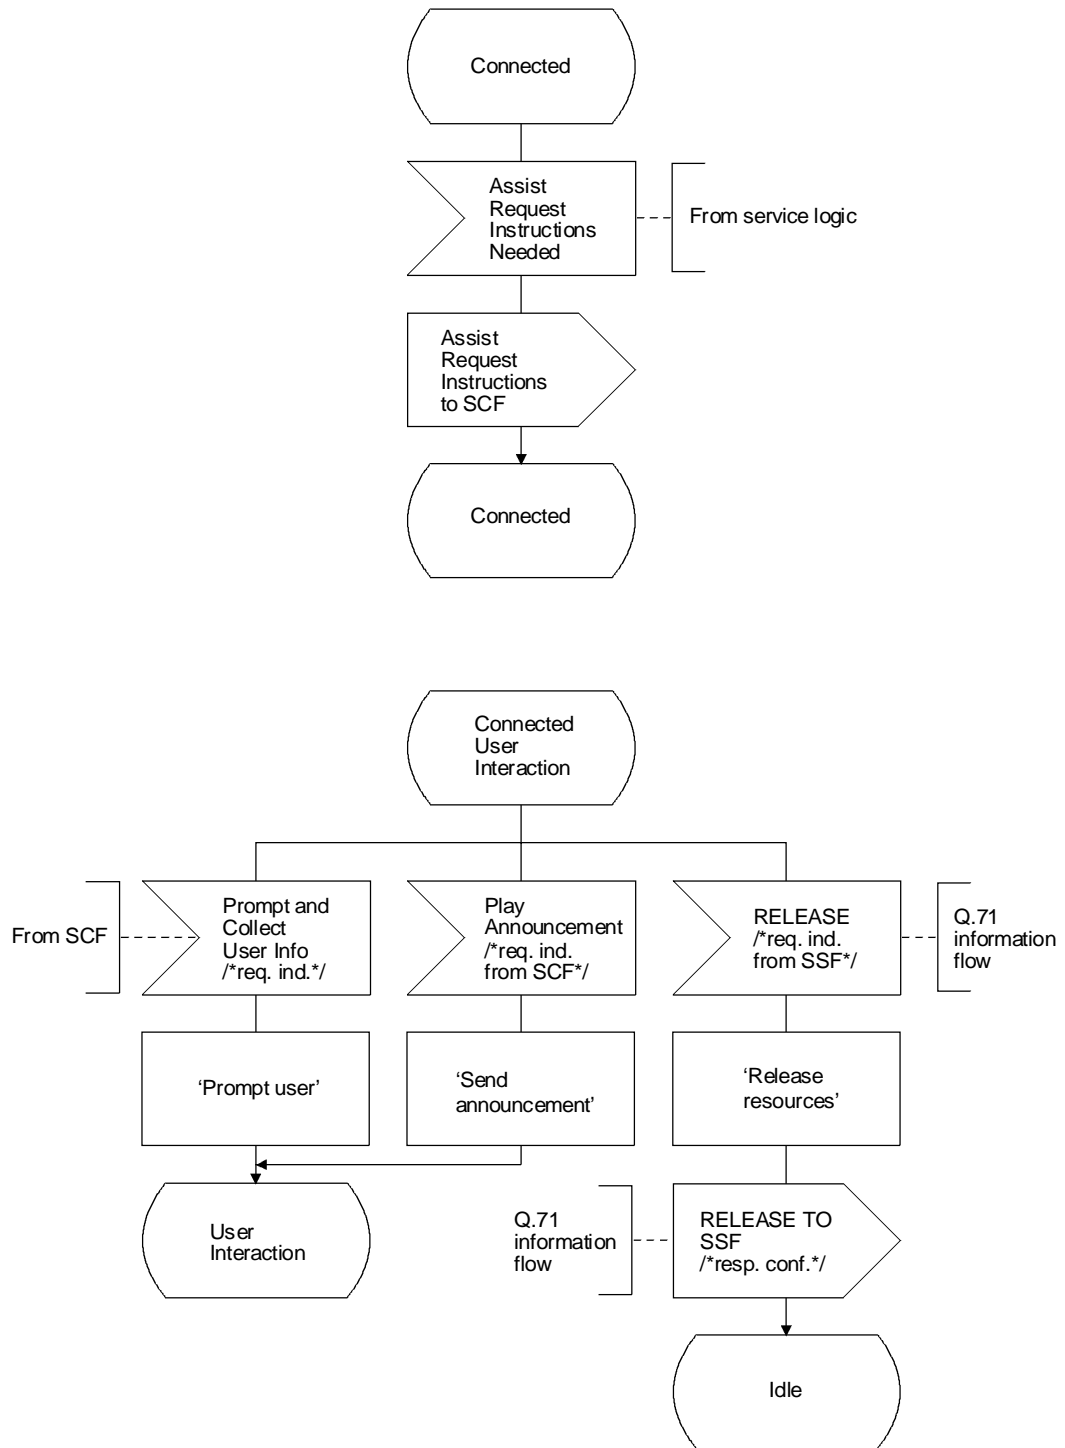 Connected
Assist
Request
Instructions
Needed
From service logic
Assist
Request
Instructions
to SCF
Connected
Connected
User
Interaction
From SCF
Prompt and
Collect
User Info
/*req. ind.*/
Play
Announcement
/*req. ind.
from SCF*/
RELEASE
/*req. ind.
from SSF*/
Q.71
information
flow
‘Prompt user’
‘Send
announcement’
‘Release
resources’
User
Interaction
Q.71
information
flow
RELEASE TO
SSF
/*resp. conf.*/
Idle